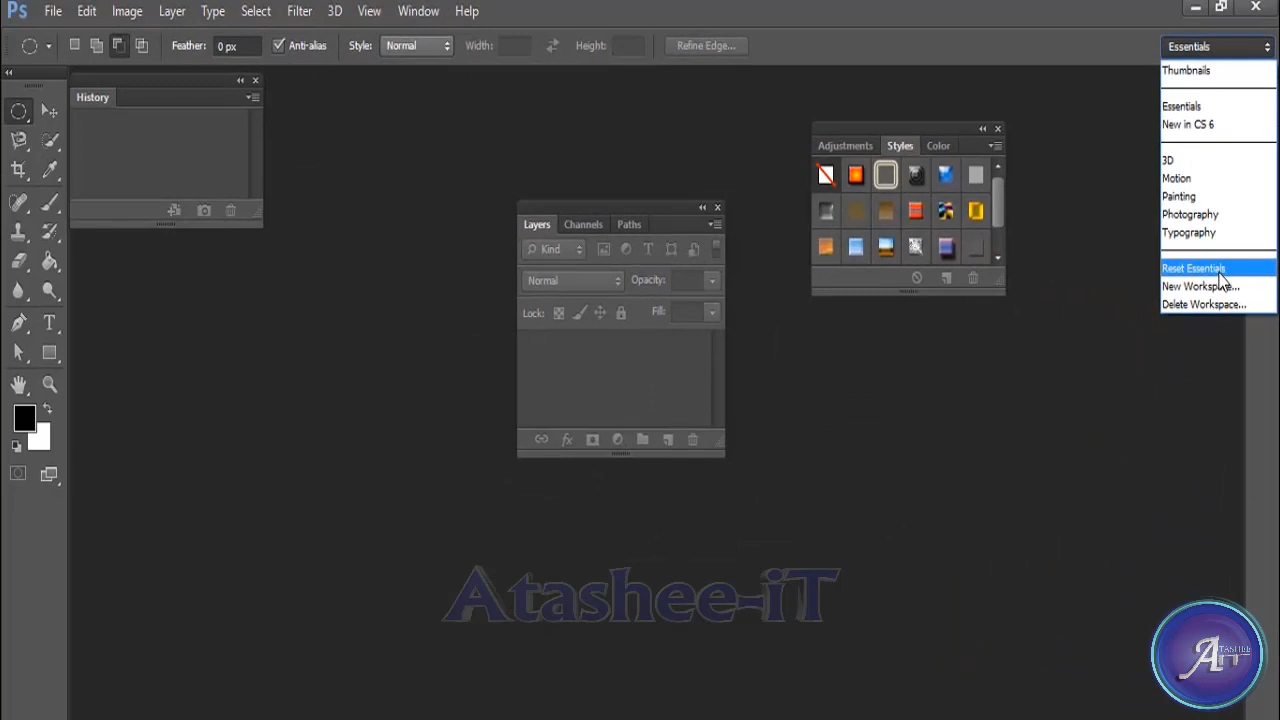 Ps File Edit Image Layer Type Select Filter 3D View Window Help
Feather: 0 px Anti-alias Style: Normal Width: Height: Refine Edge... Essentials
Thumbnails
Essentials
New in CS 6
3D
Motion
Painting
Photography
Typography
Reset Essentials
New Workspace...
Delete Workspace...
History
Adjustments Styles Color
Layers Channels Paths
Kind
Normal Opacity:
Lock: Fill:
Atashee-iT